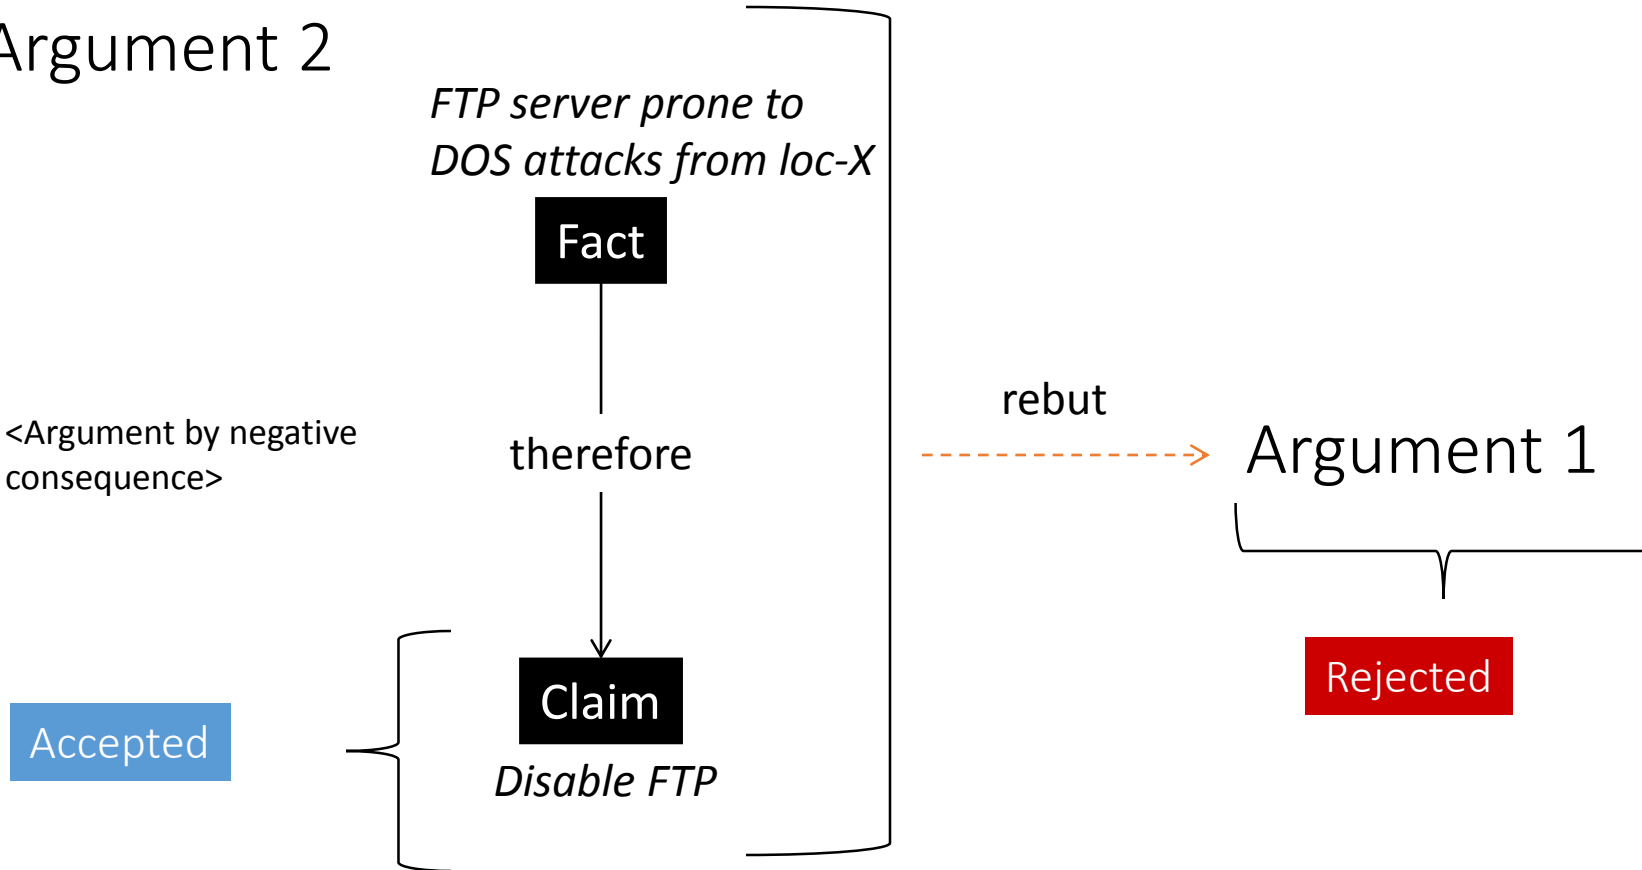 Argument 2
FTP server prone to
DOS attacks from loc-X
Fact
<Argument by negative
consequence>
therefore
rebut
Argument 1
Claim
Disable FTP
Accepted
Rejected